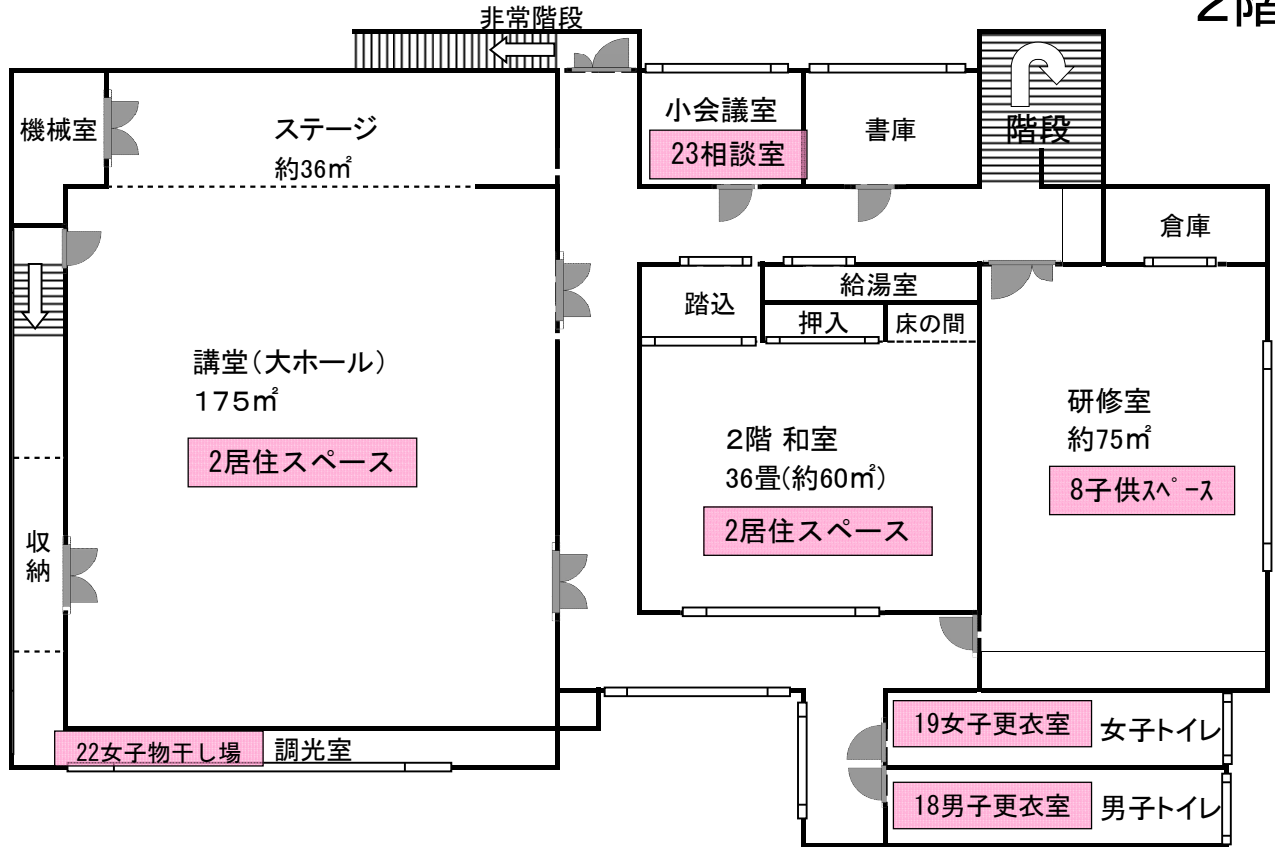 2階
非常階段
機械室
ステージ
約36㎡
小会議室
23相談室
書庫
階段
倉庫
踏込
給湯室
押入
床の間
講堂(大ホール)
175㎡
2居住スペース
2階 和室
36畳(約60㎡)
2居住スペース
研修室
約75㎡
8子供ｽﾍﾟｰｽ
収
納
22女子物干し場
調光室
19女子更衣室
女子トイレ
18男子更衣室
男子トイレ